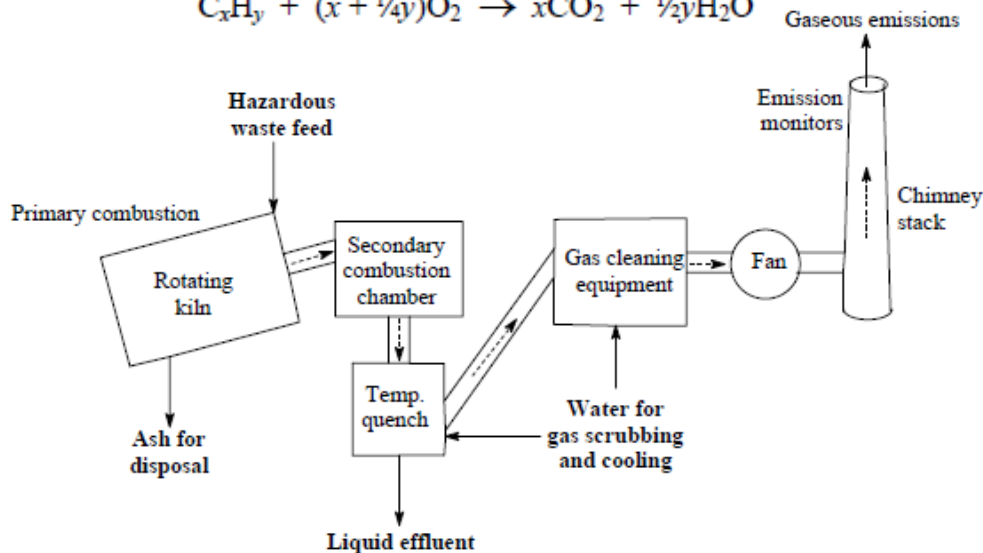 CₓHᵧ + (x + ¼y)O₂ → xCO₂ + ½yH₂O
Gaseous emissions
Hazardous
waste feed
Emission
monitors
Primary combustion
Chimney
stack
Rotating
kiln
Secondary
combustion
chamber
Gas cleaning
equipment
Fan
Temp.
quench
Water for
gas scrubbing
and cooling
Ash for
disposal
Liquid effluent